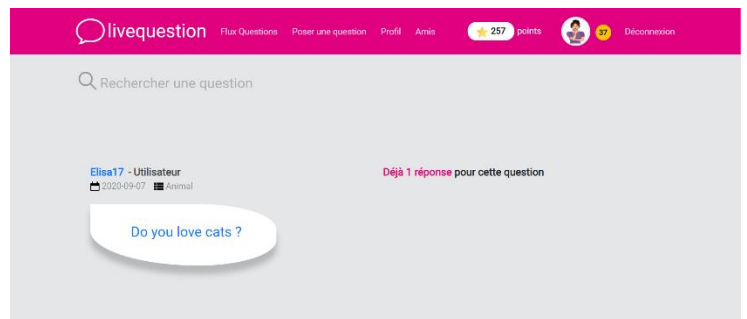 livequestion Flux Questions Poser une question Profil Amis 257 points 37 Déconnexion
Rechercher une question
Elisa17 - Utilisateur
2020-09-07 Animal
Do you love cats ?
Déjà 1 réponse pour cette question